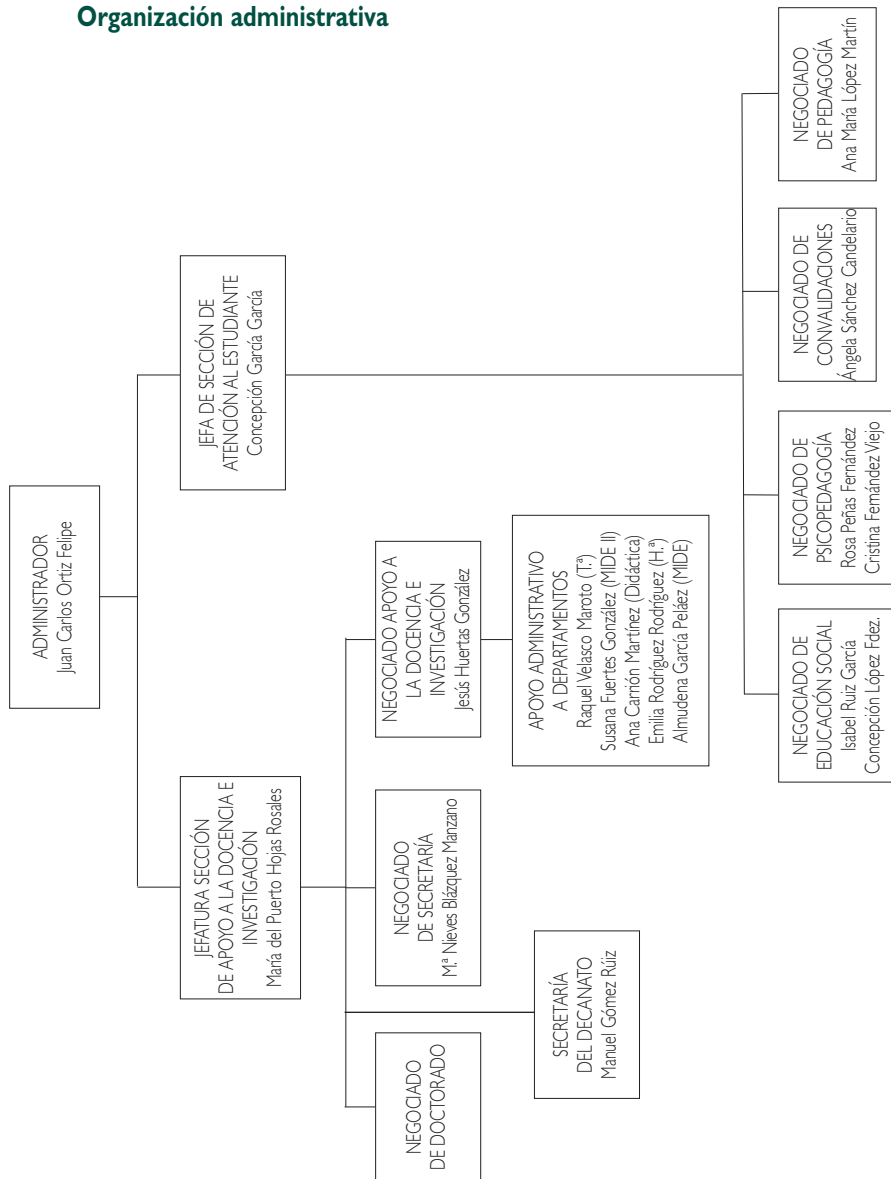 Organización administrativa
ADMINISTRADOR
Juan Carlos Ortiz Felipe
JEFATURA SECCIÓN
DE APOYO A LA DOCENCIA E
INVESTIGACIÓN
María del Puerto Hojas Rosales
JEFA DE SECCIÓN DE
ATENCIÓN AL ESTUDIANTE
Concepción García García
NEGOCIADO
DE DOCTORADO
NEGOCIADO
DE SECRETARÍA
M.ª Nieves Blázquez Manzano
NEGOCIADO APOYO A
LA DOCENCIA E
INVESTIGACIÓN
Jesús Huertas González
SECRETARÍA
DEL DECANATO
Manuel Gómez Rúiz
APOYO ADMINISTRATIVO
A DEPARTAMENTOS
Raquel Velasco Maroto (T.ª)
Susana Fuertes González (MIDE II)
Ana Carrión Martínez (Didáctica)
Emilia Rodríguez Rodríguez (H.ª)
Almudena García Peláez (MIDE)
NEGOCIADO DE
EDUCACIÓN SOCIAL
Isabel Ruiz García
Concepción López Fdez.
NEGOCIADO DE
PSICOPEDAGOGÍA
Rosa Peñas Fernández
Cristina Fernández Viejo
NEGOCIADO DE
CONVALIDACIONES
Ángela Sánchez Candelario
NEGOCIADO
DE PEDAGOGÍA
Ana María López Martín